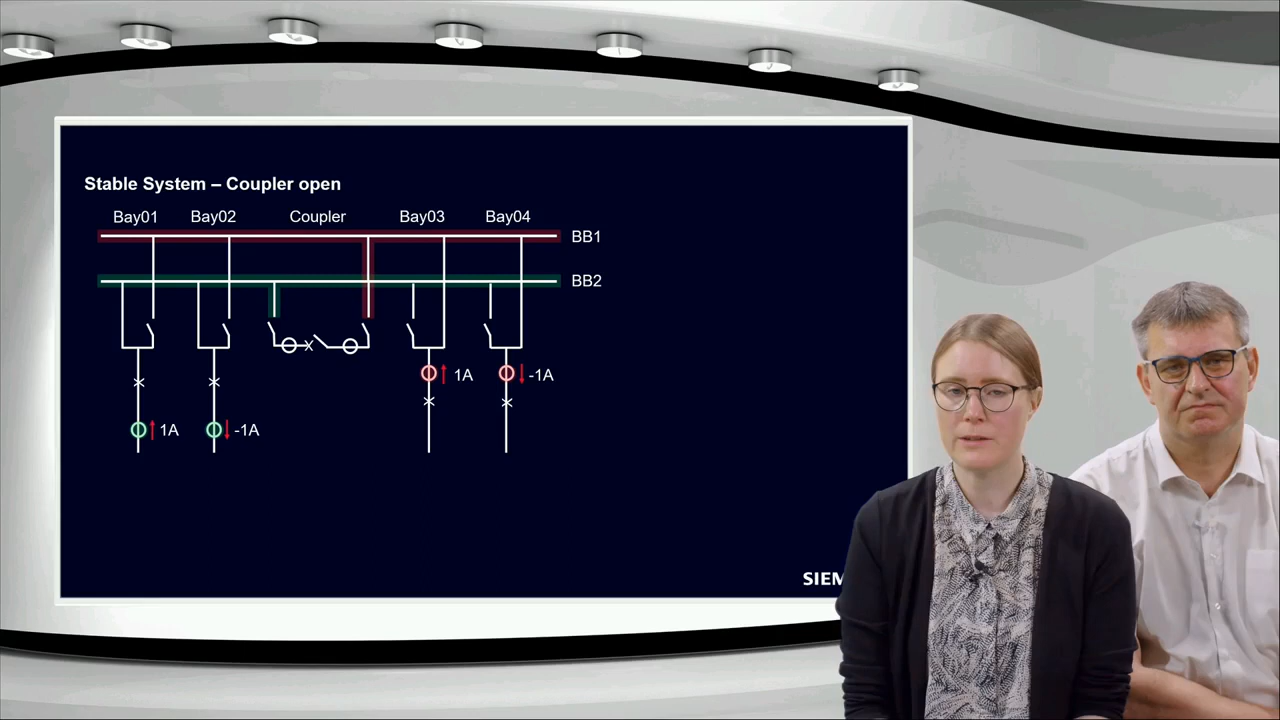 Stable System – Coupler open
Bay01 Bay02 Coupler Bay03 Bay04
BB1
BB2
1A -1A
1A -1A